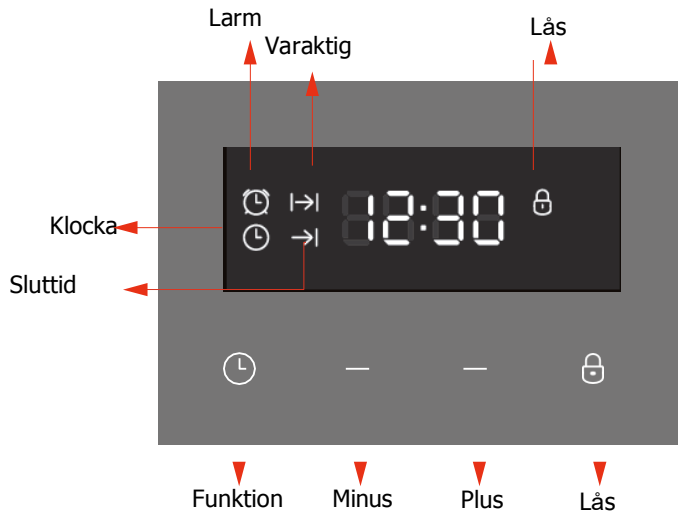 Larm
Varaktig
Lås
12:30
Klocka
Sluttid
Funktion
Minus
Plus
Lås